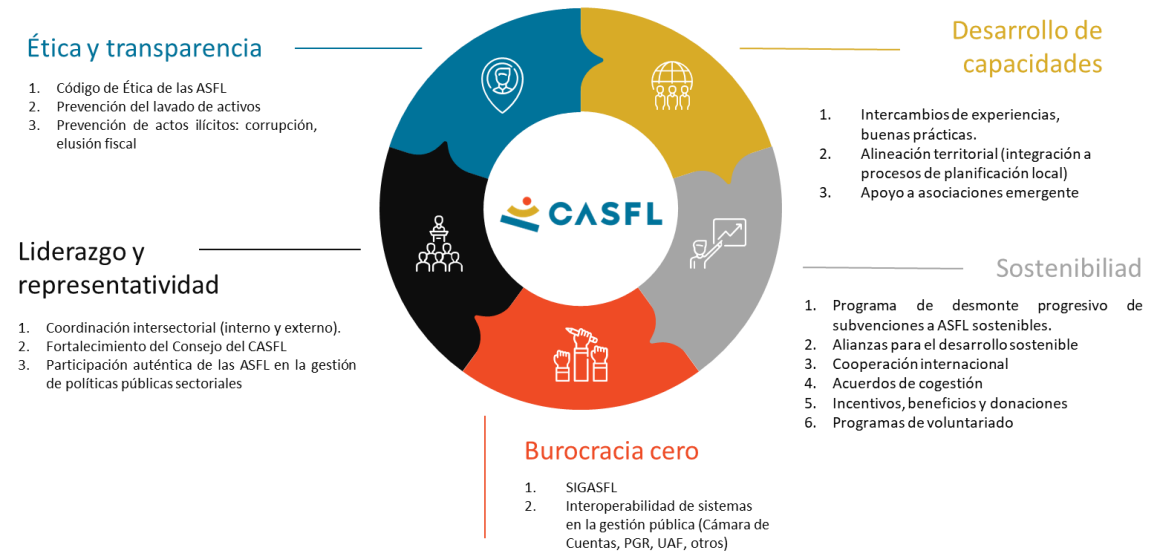 Ética y transparencia
1. Código de Ética de las ASFL
2. Prevención del lavado de activos
3. Prevención de actos ilícitos: corrupción,
elusión fiscal
Desarrollo de
capacidades
1. Intercambios de experiencias,
buenas prácticas.
2. Alineación territorial (integración a
procesos de planificación local)
3. Apoyo a asociaciones emergente
CASFL
Liderazgo y
representatividad
1. Coordinación intersectorial (interno y externo).
2. Fortalecimiento del Consejo del CASFL
3. Participación auténtica de las ASFL en la gestión
de políticas públicas sectoriales
Sostenibiliad
1. Programa de desmonte progresivo de
subvenciones a ASFL sostenibles.
2. Alianzas para el desarrollo sostenible
3. Cooperación internacional
4. Acuerdos de cogestión
5. Incentivos, beneficios y donaciones
6. Programas de voluntariado
Burocracia cero
1. SIGASFL
2. Interoperabilidad de sistemas
en la gestión pública (Cámara de
Cuentas, PGR, UAF, otros)